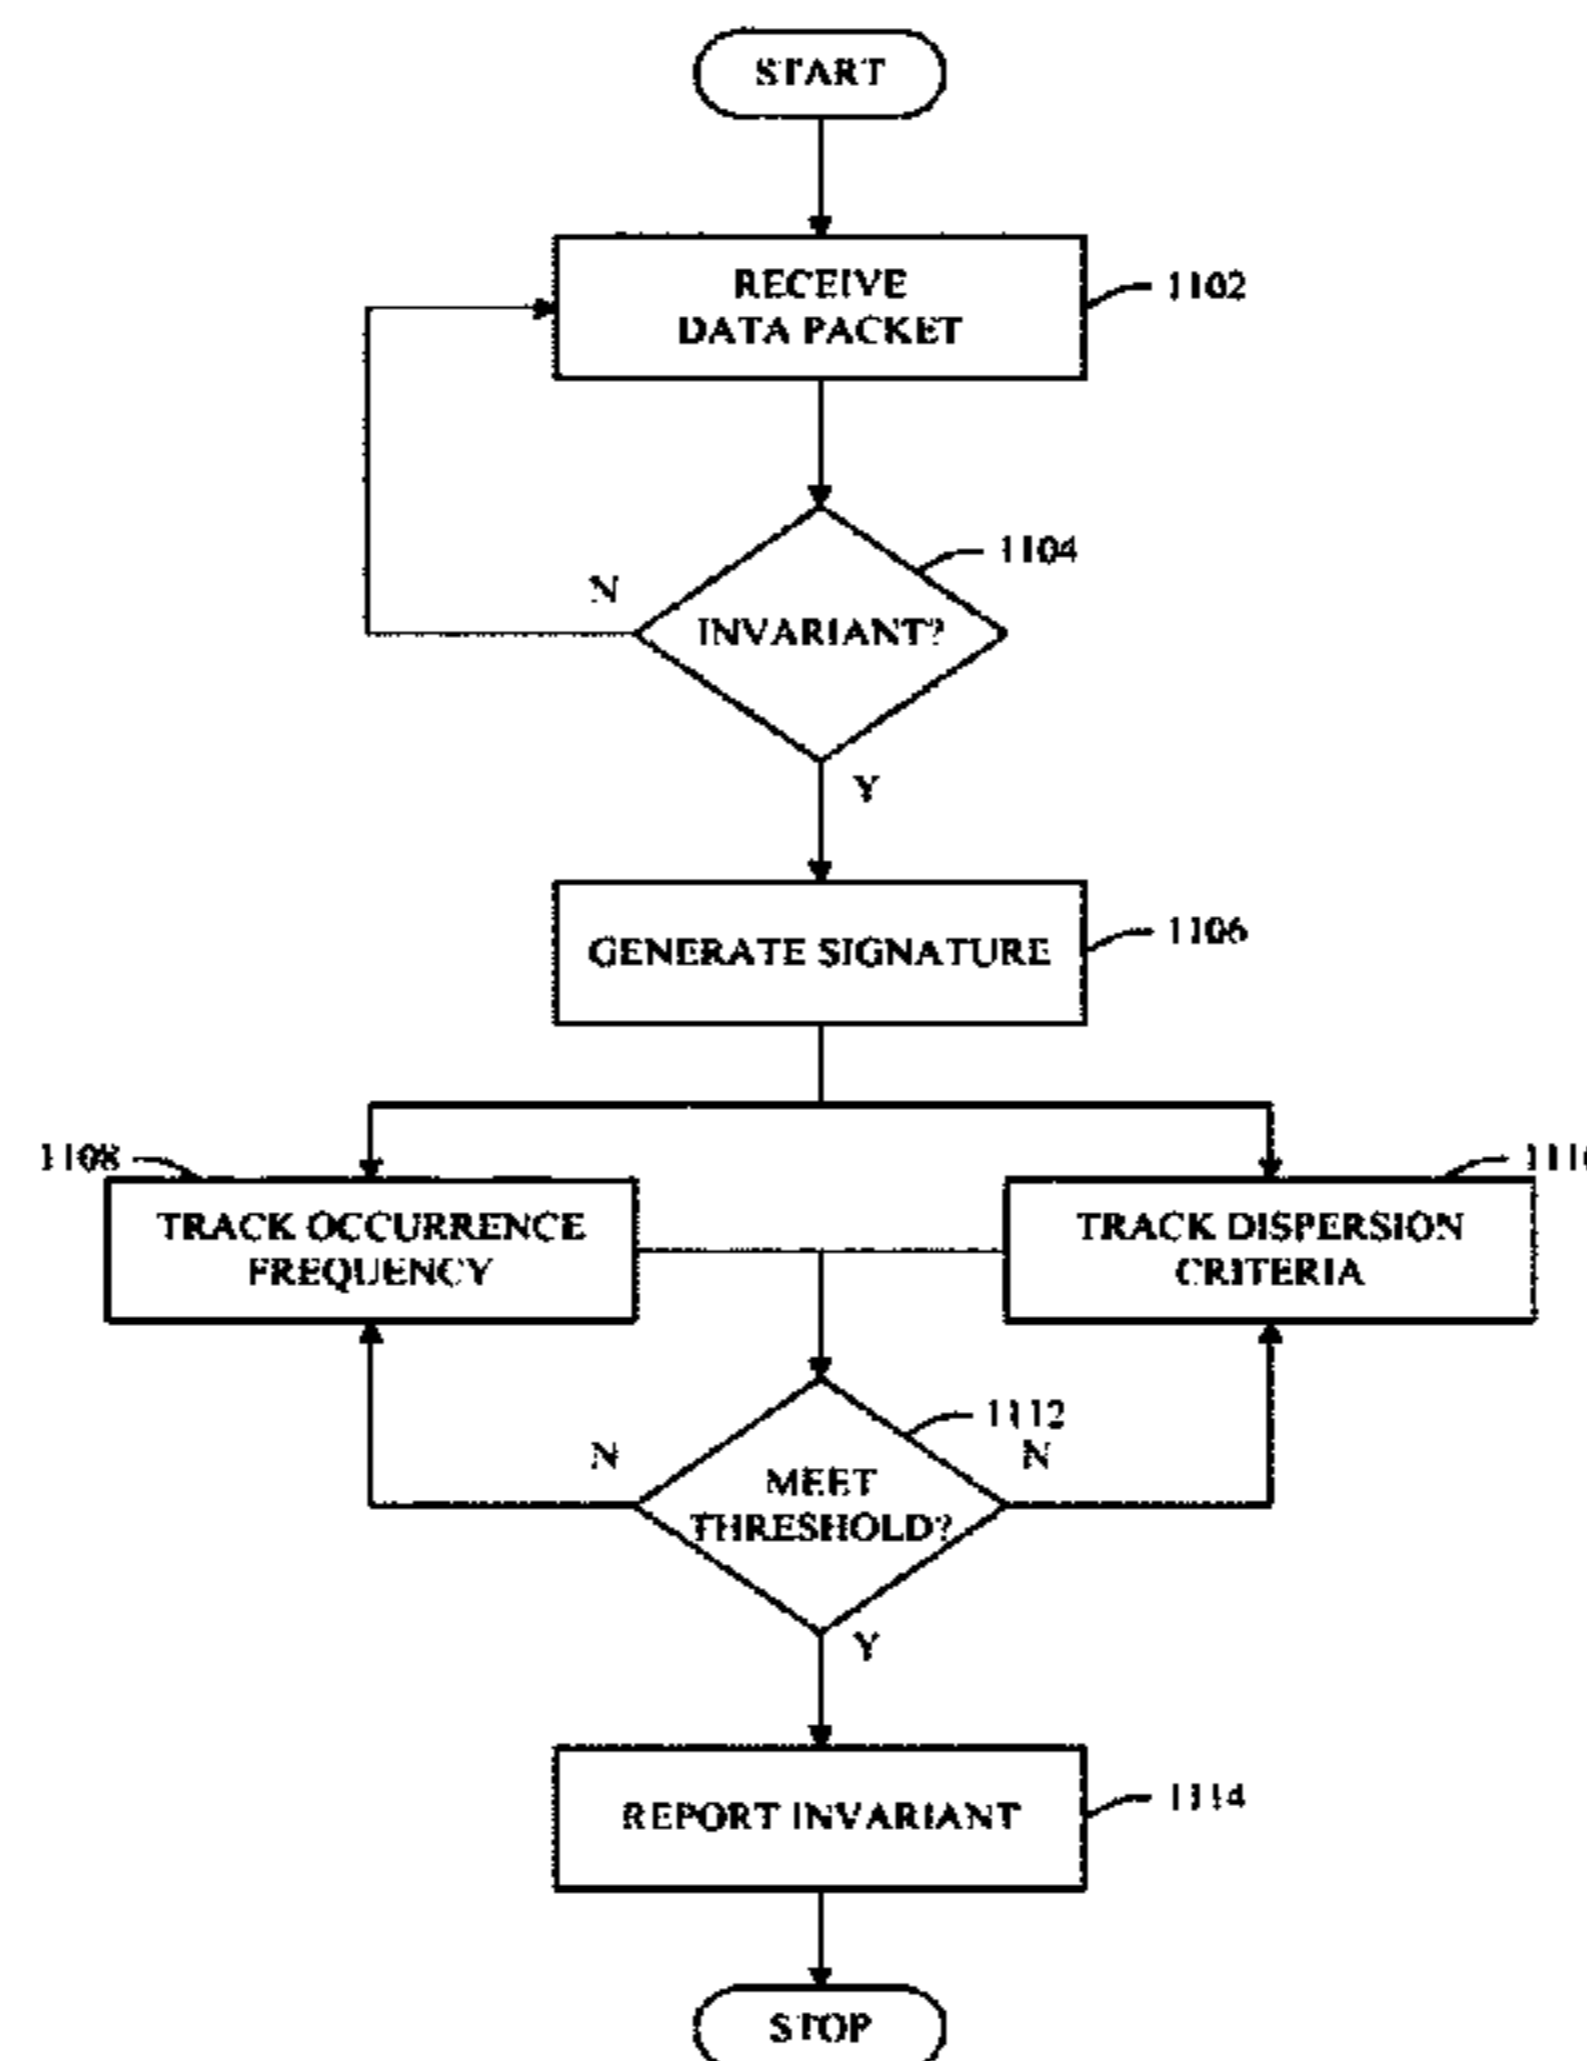 START
RECEIVE
DATA PACKET
1102
1104
N
INVARIANT?
Y
GENERATE SIGNATURE
1106
1108
TRACK OCCURRENCE
FREQUENCY
TRACK DISPERSION
CRITERIA
1112
N
N
MEET
THRESHOLD?
Y
REPORT INVARIANT
1114
STOP